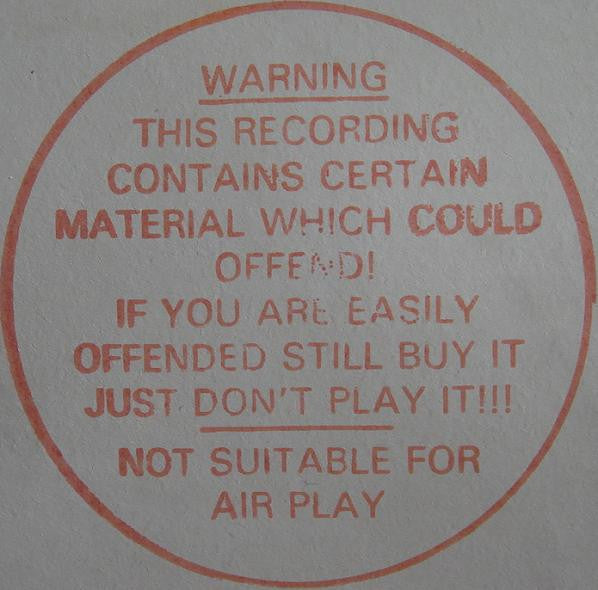 WARNING
THIS RECORDING
CONTAINS CERTAIN
MATERIAL WHICH COULD
OFFEND!
IF YOU ARE EASILY
OFFENDED STILL BUY IT
JUST DON'T PLAY IT!!!
NOT SUITABLE FOR
AIR PLAY